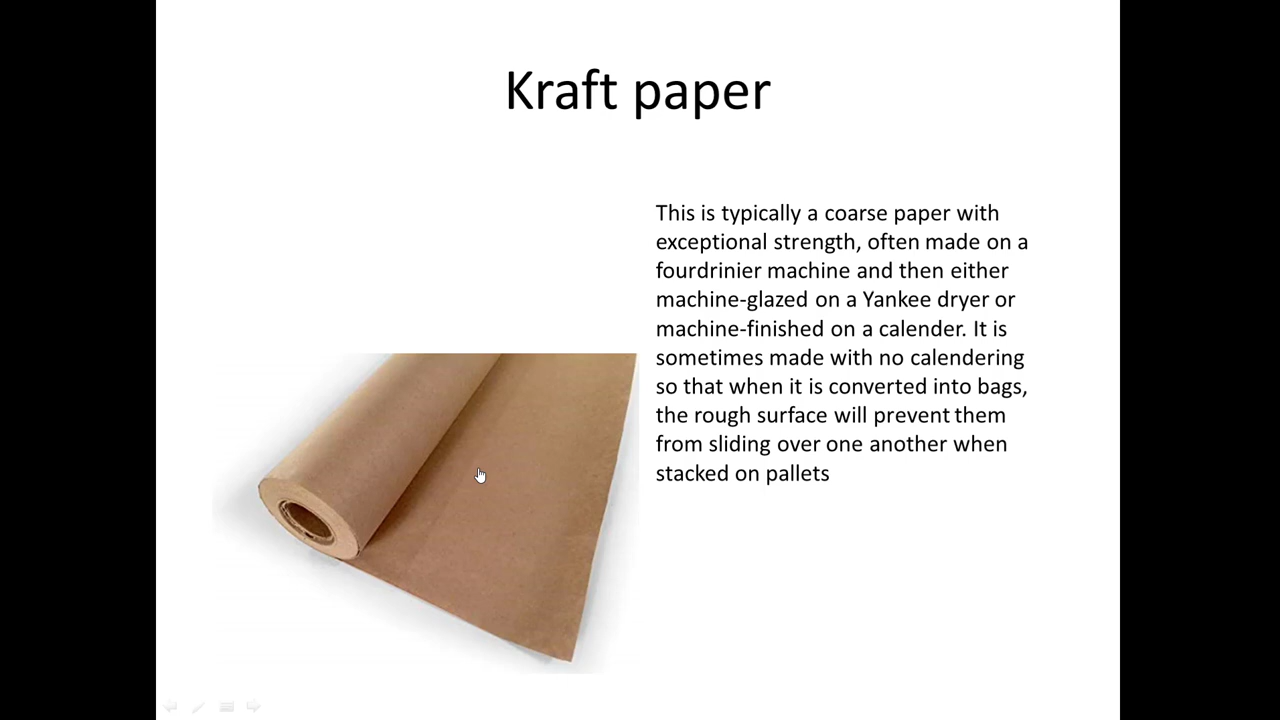 Kraft paper
This is typically a coarse paper with
exceptional strength, often made on a
fourdrinier machine and then either
machine-glazed on a Yankee dryer or
machine-finished on a calender. It is
sometimes made with no calendering
so that when it is converted into bags,
the rough surface will prevent them
from sliding over one another when
stacked on pallets